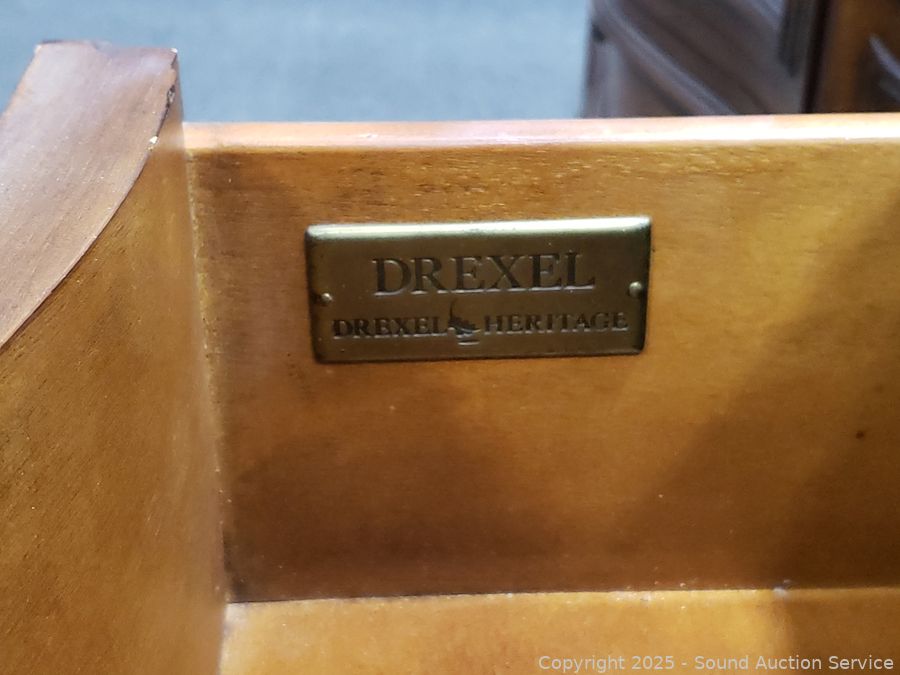 DREXEL
DREXEL HERITAGE
Copyright 2025 - Sound Auction Service